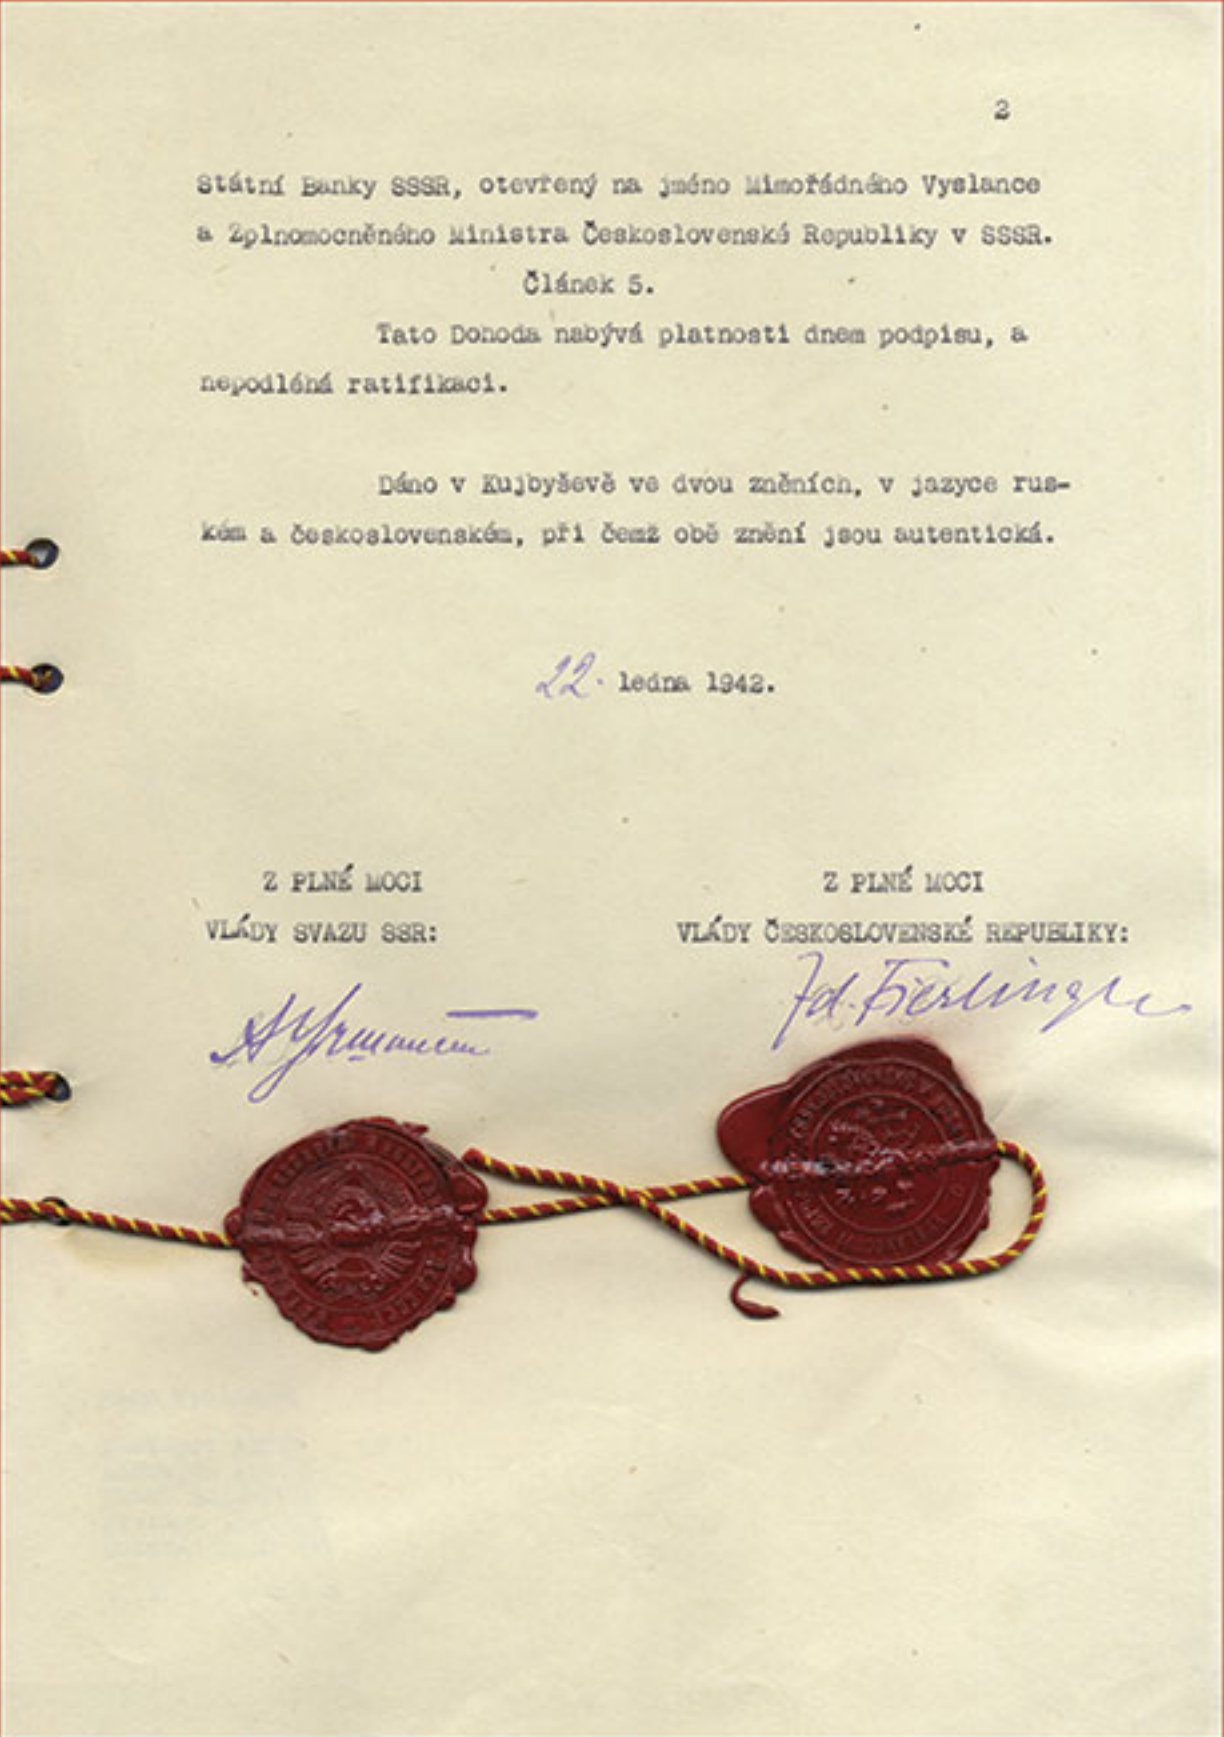 2
Státní Banky SSSR, otevřený na jméno Mimořádného Vyslance
a Zplnomocněného Ministra Československé Republiky v SSSR.
Článek 5.
Tato Dohoda nabývá platnosti dnem podpisu, a
nepodléhá ratifikaci.
Dáno v Kujbyševě ve dvou zněních, v jazyce rus-
kém a československém, při čemž obě znění jsou autentická.
22. ledna 1942.
Z PLNÉ MOCI
VLÁDY SVAZU SSR:
Z PLNÉ MOCI
VLÁDY ČESKOSLOVENSKÉ REPUBLIKY:
Zd. Fierlinger